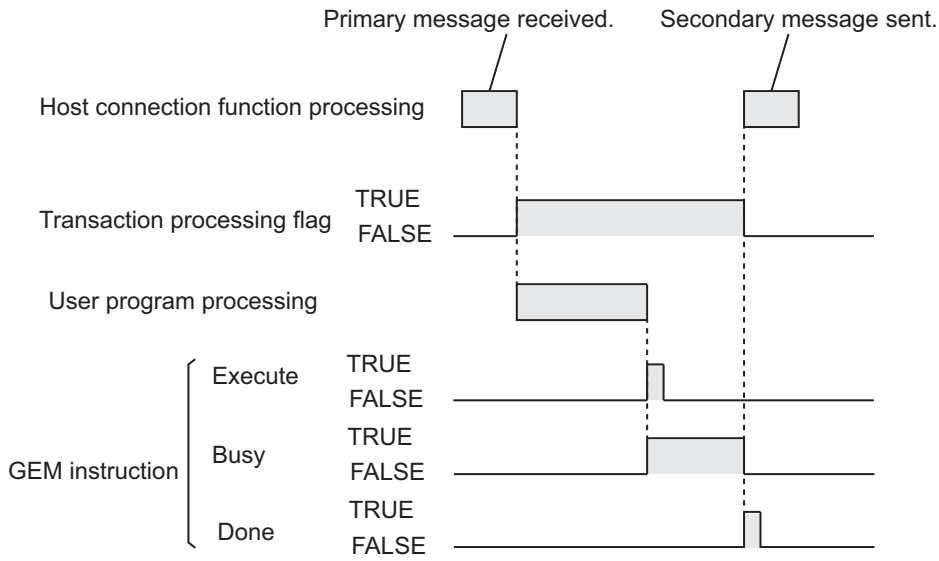 Primary message received.
Secondary message sent.
Host connection function processing
Transaction processing flag
TRUE
FALSE
User program processing
GEM instruction
Execute
TRUE
FALSE
Busy
TRUE
FALSE
Done
TRUE
FALSE